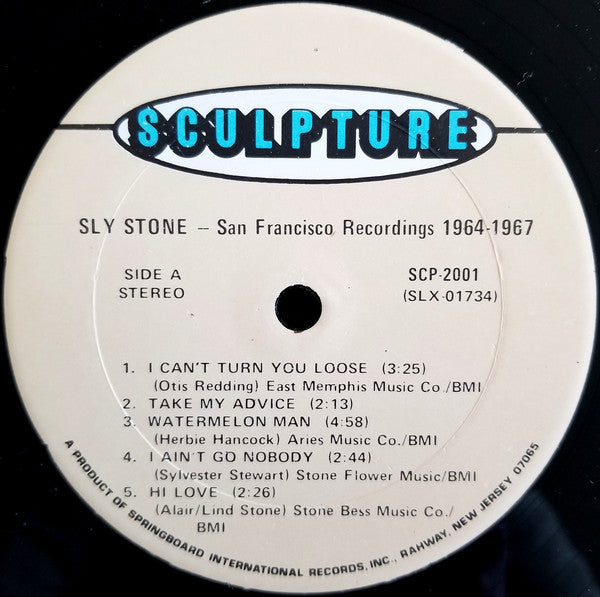 SCULPTURE
SLY STONE – San Francisco Recordings 1964-1967
SIDE A
STEREO
SCP-2001
(SLX-01734)
1. I CAN'T TURN YOU LOOSE (3:25)
(Otis Redding) East Memphis Music Co./BMI
2. TAKE MY ADVICE (2:13)
3. WATERMELON MAN (4:58)
(Herbie Hancock) Aries Music Co./BMI
4. I AIN'T GO NOBODY (2:44)
(Sylvester Stewart) Stone Flower Music/BMI
5. HI LOVE (2:26)
(Alair/Lind Stone) Stone Bess Music Co./
BMI
A PRODUCT OF SPRINGBOARD INTERNATIONAL RECORDS, INC., RAHWAY, NEW JERSEY 07065